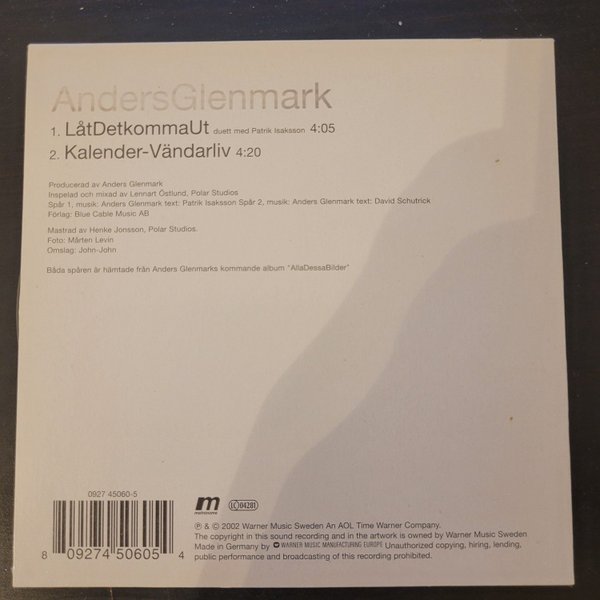 AndersGlenmark
1. LåtDetkommaUt duett med Patrik Isaksson 4:05
2. Kalender-Vändarliv 4:20
Producerad av Anders Glenmark
Inspelad och mixad av Lennart Östlund, Polar Studios
Spår 1, musik: Anders Glenmark text: Patrik Isaksson Spår 2, musik: Anders Glenmark text: David Schutrick
Förlag: Blue Cable Music AB
Mastrad av Henke Jonsson, Polar Studios.
Foto: Mårten Levin
Omslag: John-John
Båda spåren är hämtade från Anders Glenmarks kommande album "AllaDessaBilder"
0927 45060-5
8 09274 50605 4
m
metronome
LC 04281
℗ & © 2002 Warner Music Sweden An AOL Time Warner Company.
The copyright in this sound recording and in the artwork is owned by Warner Music Sweden
Made in Germany by WARNER MUSIC MANUFACTURING EUROPE Unauthorized copying, hiring, lending,
public performance and broadcasting of this recording prohibited.